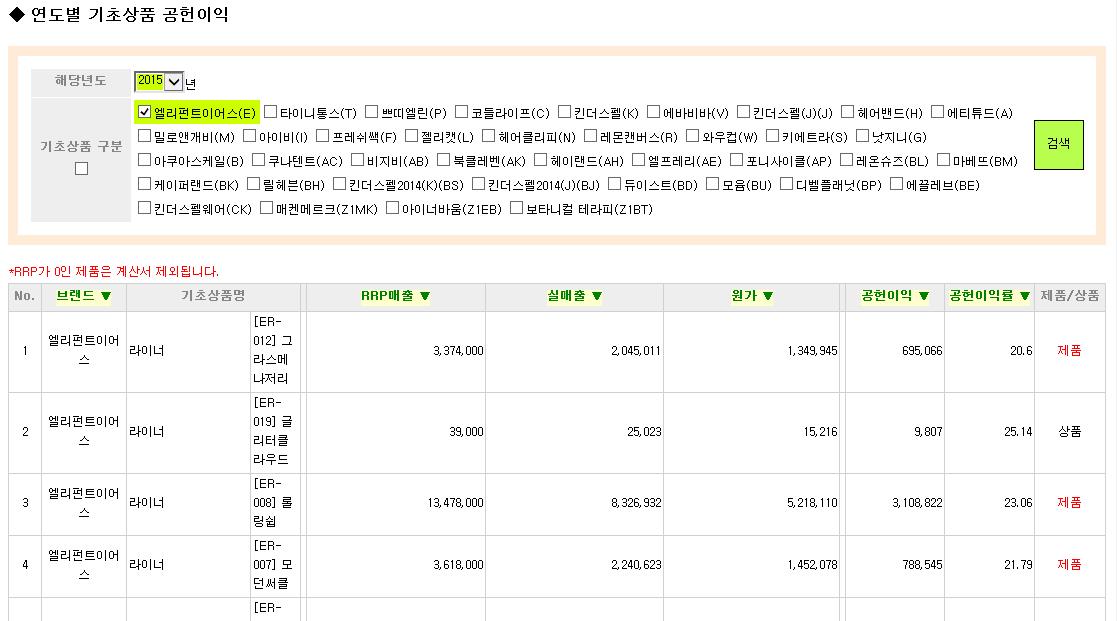 ◆ 연도별 기초상품 공헌이익
해당년도 2015 년
기초상품 구분
엘리펀트이어스(E) 타이니통스(T) 쁘띠엘린(P) 코들라이프(C) 킨더스펠(K) 에바비바(V) 킨더스펠(J)(J) 헤어밴드(H) 에티튜드(A)
밀로앤개비(M) 아이비(I) 프레쉬쌕(F) 젤리캣(L) 헤어클리피(N) 레몬캔버스(R) 와우컵(W) 키에트라(S) 낫지니(G)
아쿠아스케일(B) 쿠나텐트(AC) 비지비(AB) 북클레벤(AK) 헤이랜드(AH) 엘프레리(AE) 포니사이클(AP) 레온슈즈(BL) 마베또(BM)
케이퍼랜드(BK) 릴헤븐(BH) 킨더스펠2014(K)(BS) 킨더스펠2014(J)(BJ) 듀이스트(BD) 모윰(BU) 디벨플래닛(BP) 에끌레브(BE)
킨더스펠웨어(CK) 매켄메르크(Z1MK) 아이너바움(Z1EB) 보타니컬 테라피(Z1BT)
검색
*RRP가 0인 제품은 계산서 제외됩니다.
No. 브랜드 ▼ 기초상품명 RRP매출 ▼ 실매출 ▼ 원가 ▼ 공헌이익 ▼ 공헌이익률 ▼ 제품/상품
1 엘리펀트이어스 라이너 [ER-012] 그라스메나저리 3,374,000 2,045,011 1,349,945 695,066 20.6 제품
2 엘리펀트이어스 라이너 [ER-019] 글리터클라우드 39,000 25,023 15,216 9,807 25.14 상품
3 엘리펀트이어스 라이너 [ER-008] 롤링쉽 13,478,000 8,326,932 5,218,110 3,108,822 23.06 제품
4 엘리펀트이어스 라이너 [ER-007] 모던써클 3,618,000 2,240,623 1,452,078 788,545 21.79 제품
[ER-